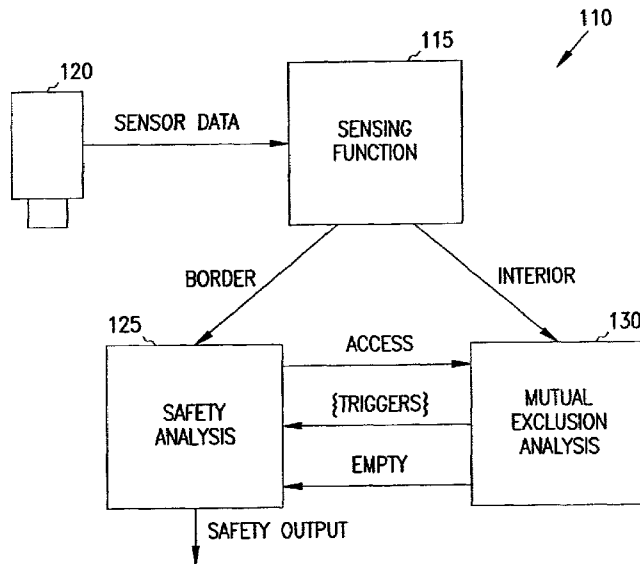 110
120
115
SENSOR DATA
SENSING
FUNCTION
BORDER
INTERIOR
125
130
ACCESS
SAFETY
ANALYSIS
{TRIGGERS}
MUTUAL
EXCLUSION
ANALYSIS
EMPTY
SAFETY OUTPUT